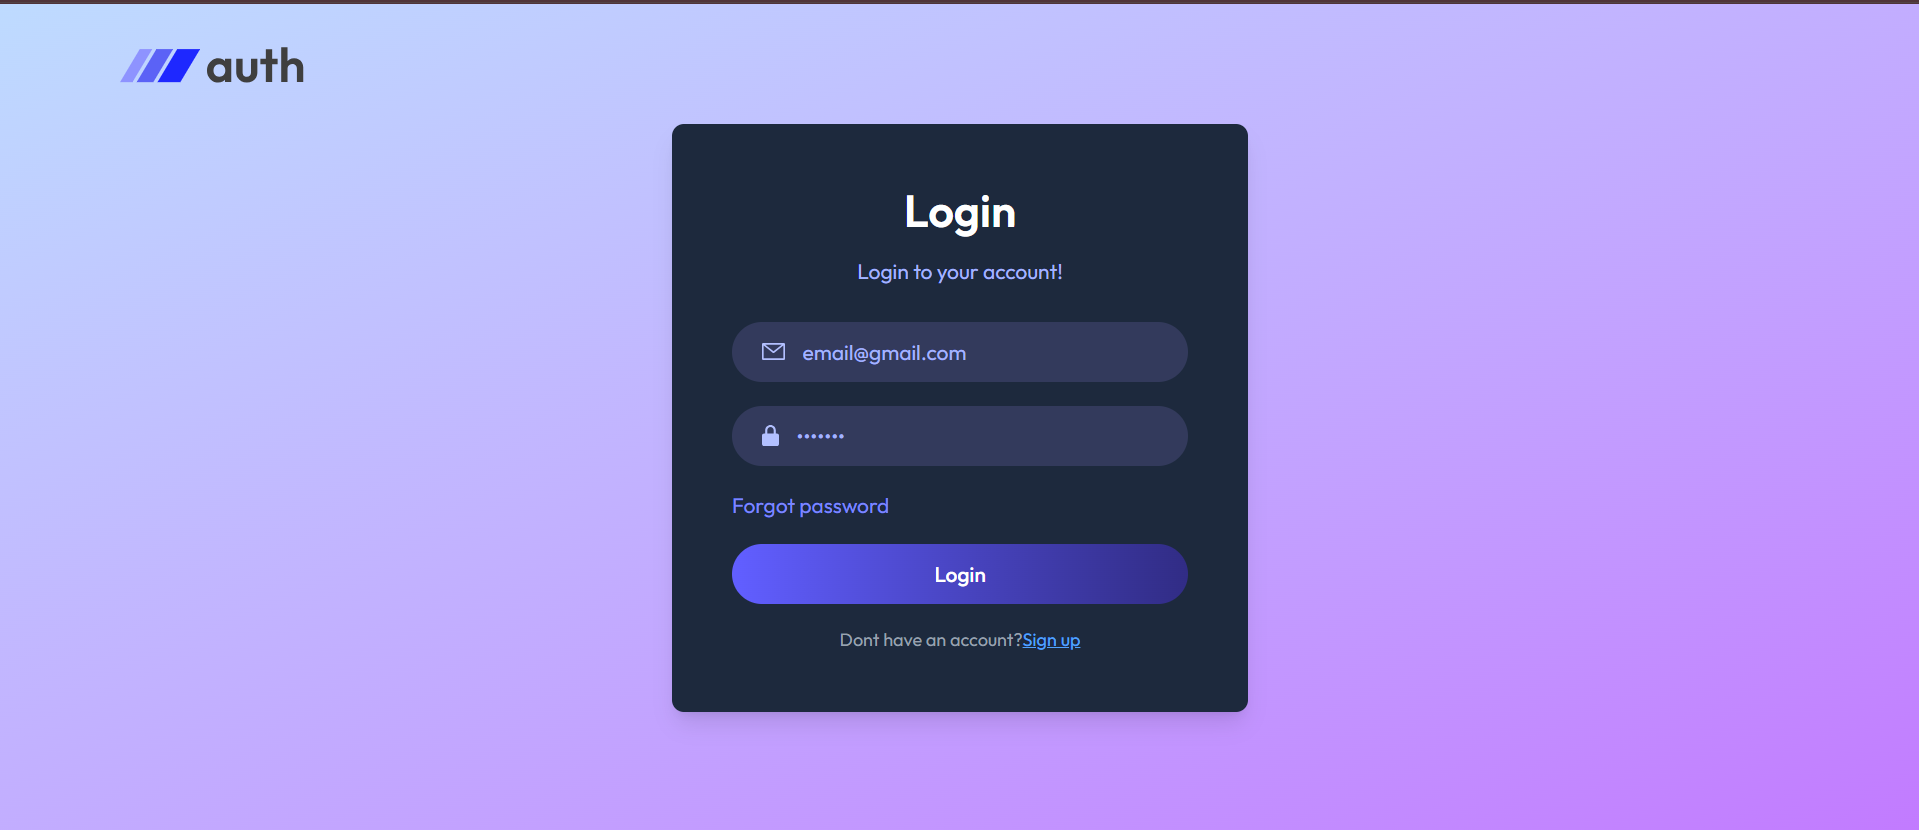 auth
Login
Login to your account!
email@gmail.com
•••••••
Forgot password
Login
Dont have an account?Sign up